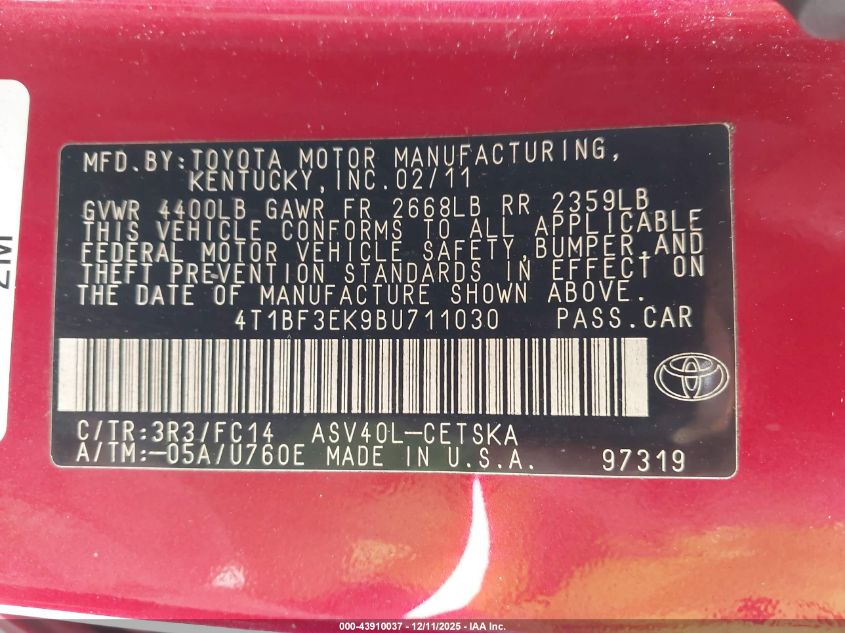 MFD.BY:TOYOTA MOTOR MANUFACTURING,
KENTUCKY,INC.02/11
GVWR 4400LB GAWR FR 2668LB RR 2359LB
THIS VEHICLE CONFORMS TO ALL APPLICABLE
FEDERAL MOTOR VEHICLE SAFETY,BUMPER,AND
THEFT PREVENTION STANDARDS IN EFFECT ON
THE DATE OF MANUFACTURE SHOWN ABOVE.
4T1BF3EK9BU711030 PASS.CAR
C/TR:3R3/FC14 ASV40L-CETSKA
A/TM:-05A/U760E MADE IN U.S.A. 97319
000-43910037 - 12/11/2025 - IAA Inc.